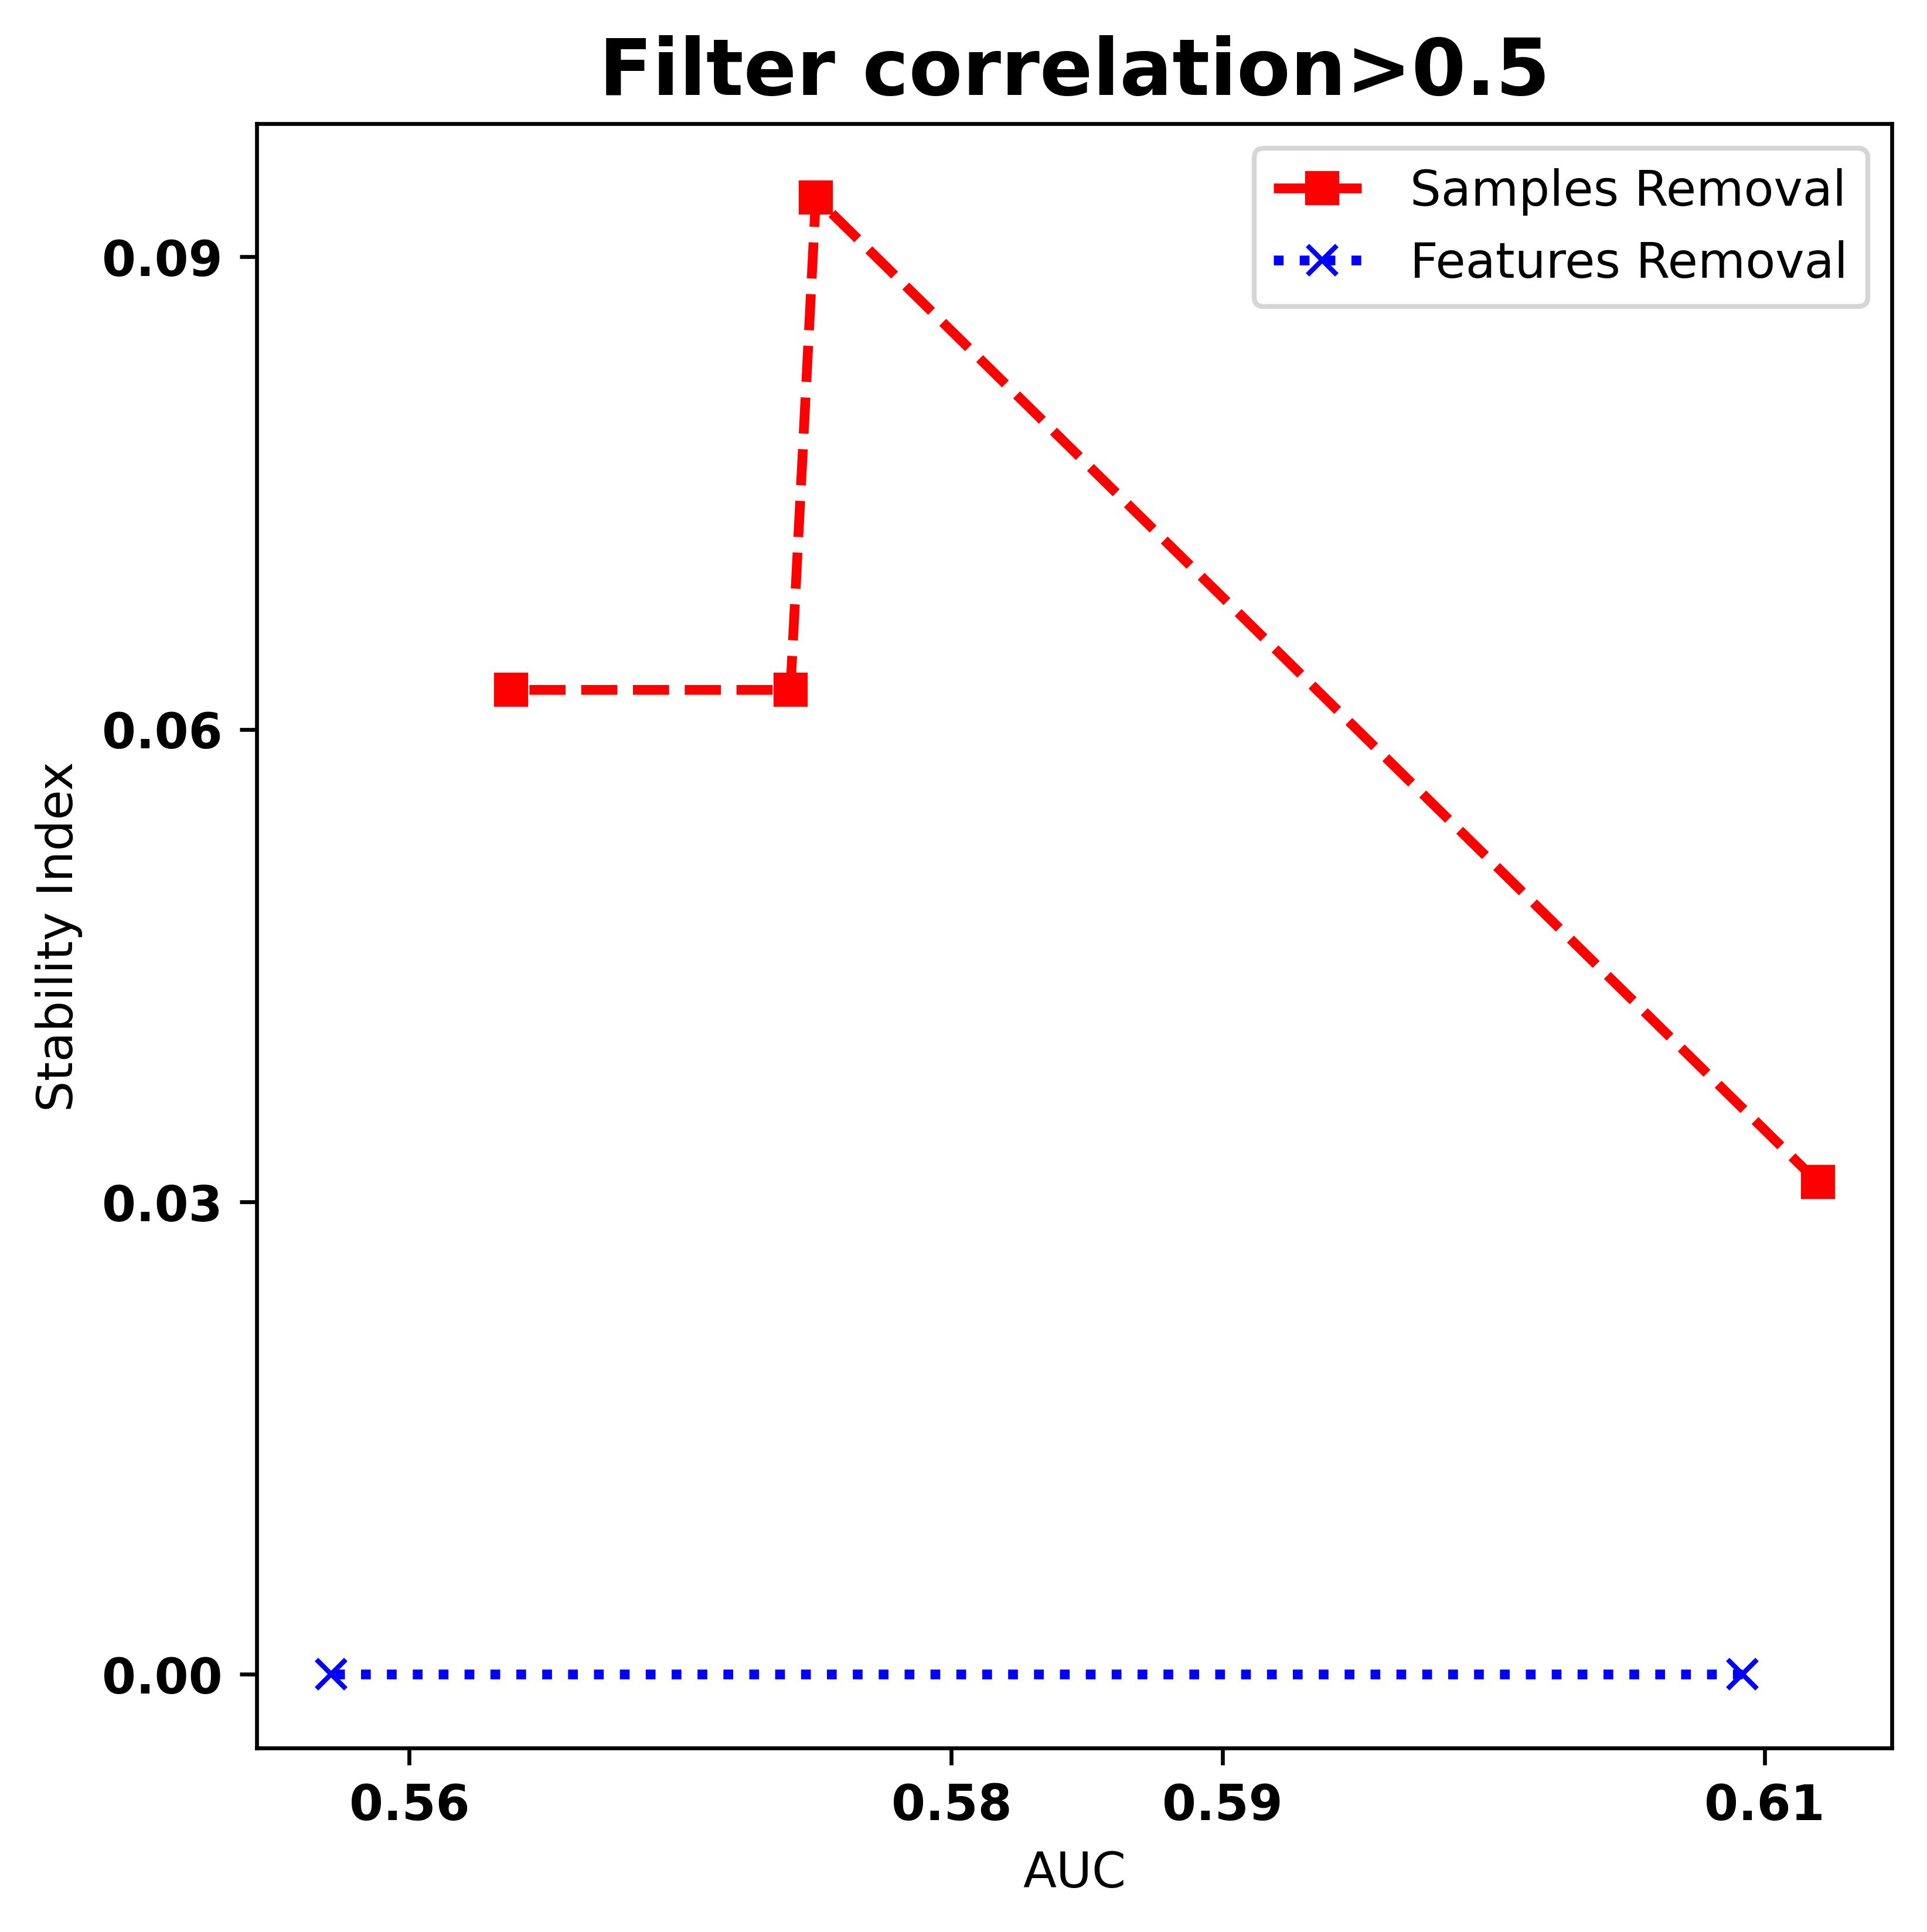 Filter correlation>0.5
Samples Removal
Features Removal
0.09
0.06
0.03
0.00
Stability Index
0.56 0.58 0.59 0.61
AUC